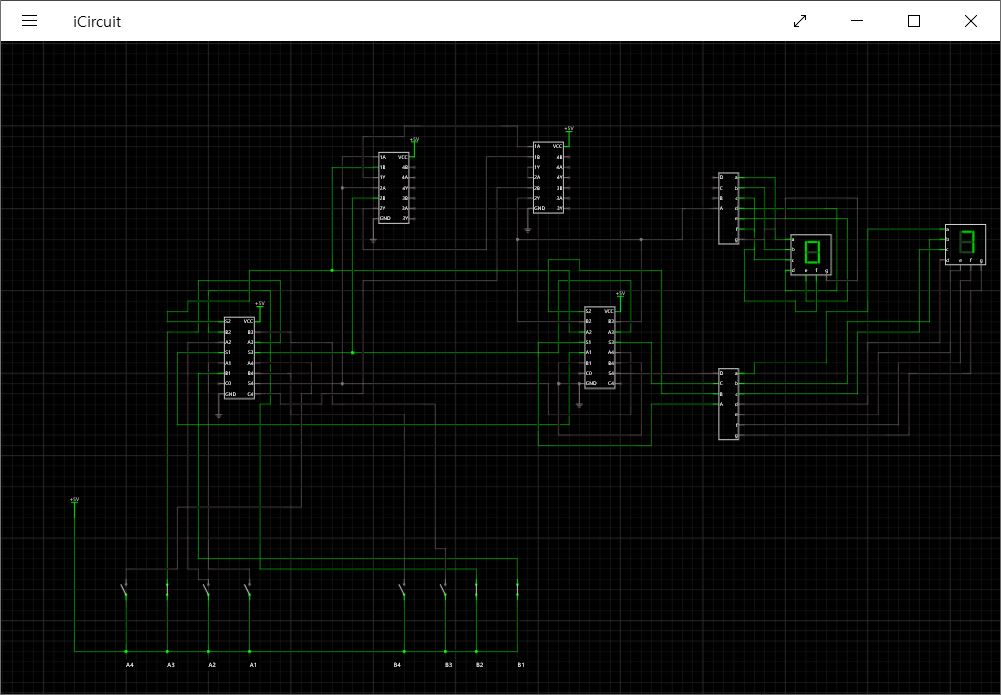 iCircuit
+5V
+5V
1A VCC
1B 4B
1Y 4A
2A 4Y
2B 3B
2Y 3A
GND 3Y
1A VCC
1B 4B
1Y 4A
2A 4Y
2B 3B
2Y 3A
GND 3Y
D a
C b
B c
A d
e
f
g
a
b
c
d e f g
0
a
b
c
d e f g
7
+5V
S2 VCC
B2 B3
A2 A3
S1 S3
A1 A4
B1 B4
C0 S4
GND C4
+5V
S2 VCC
B2 B3
A2 A3
S1 S3
A1 A4
B1 B4
C0 S4
GND C4
D a
C b
B c
A d
e
f
g
+5V
A4 A3 A2 A1 B4 B3 B2 B1